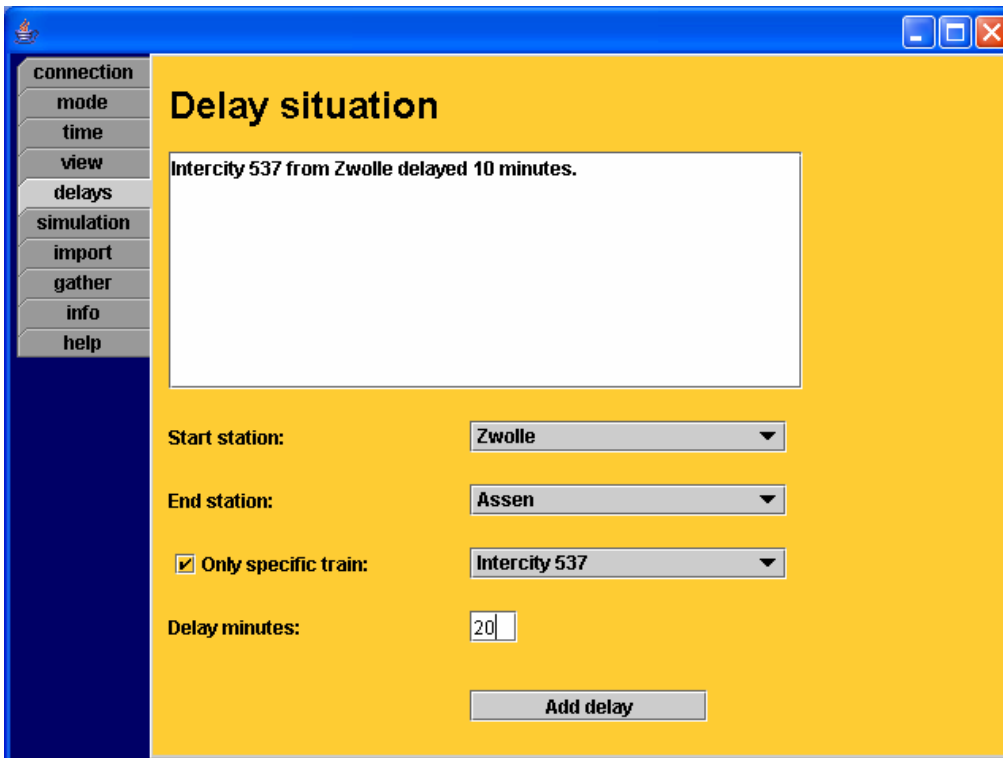 connection
mode
time
view
delays
simulation
import
gather
info
help
Delay situation
Intercity 537 from Zwolle delayed 10 minutes.
Start station: Zwolle
End station: Assen
Only specific train: Intercity 537
Delay minutes: 20
Add delay